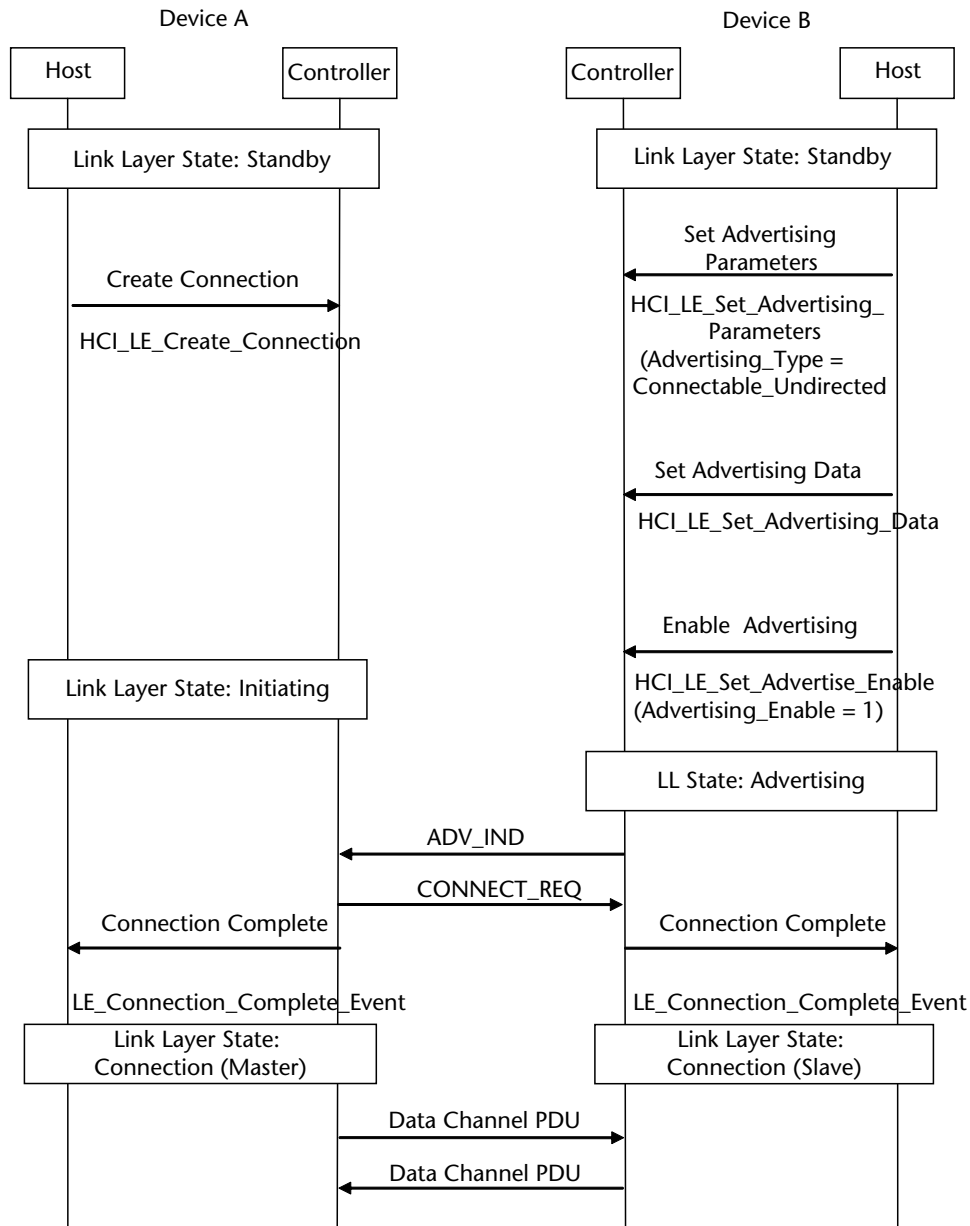 Device A
Device B
Host
Controller
Controller
Host
Link Layer State: Standby
Link Layer State: Standby
Set Advertising
Parameters
Create Connection
HCI_LE_Set_Advertising_
Parameters
(Advertising_Type =
Connectable_Undirected
HCI_LE_Create_Connection
Set Advertising Data
HCI_LE_Set_Advertising_Data
Enable Advertising
Link Layer State: Initiating
HCI_LE_Set_Advertise_Enable
(Advertising_Enable = 1)
LL State: Advertising
ADV_IND
CONNECT_REQ
Connection Complete
Connection Complete
LE_Connection_Complete_Event
LE_Connection_Complete_Event
Link Layer State:
Connection (Master)
Link Layer State:
Connection (Slave)
Data Channel PDU
Data Channel PDU